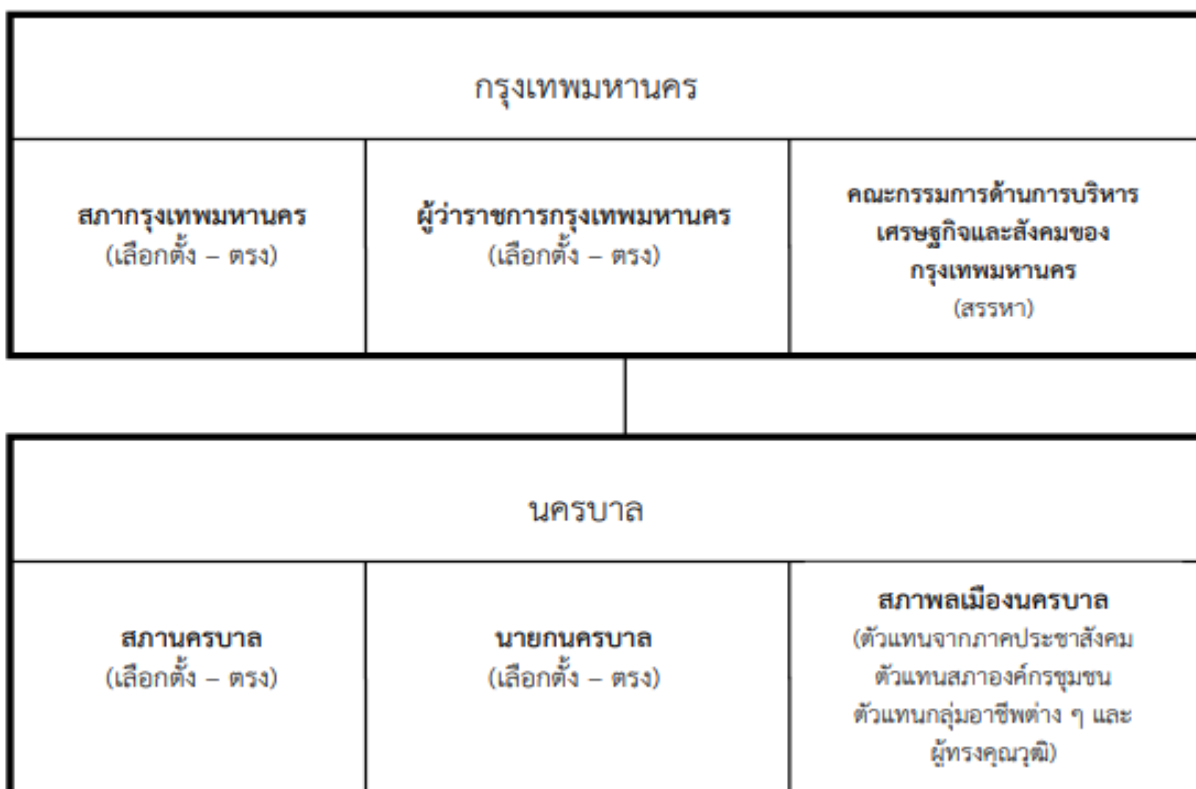 กรุงเทพมหานคร
สภากรุงเทพมหานคร
(เลือกตั้ง – ตรง)
ผู้ว่าราชการกรุงเทพมหานคร
(เลือกตั้ง – ตรง)
คณะกรรมการด้านการบริหาร
เศรษฐกิจและสังคมของ
กรุงเทพมหานคร
(สรรหา)
นครบาล
สภานครบาล
(เลือกตั้ง – ตรง)
นายกนครบาล
(เลือกตั้ง – ตรง)
สภาพลเมืองนครบาล
(ตัวแทนจากภาคประชาสังคม
ตัวแทนสภาองค์กรชุมชน
ตัวแทนกลุ่มอาชีพต่าง ๆ และ
ผู้ทรงคุณวุฒิ)